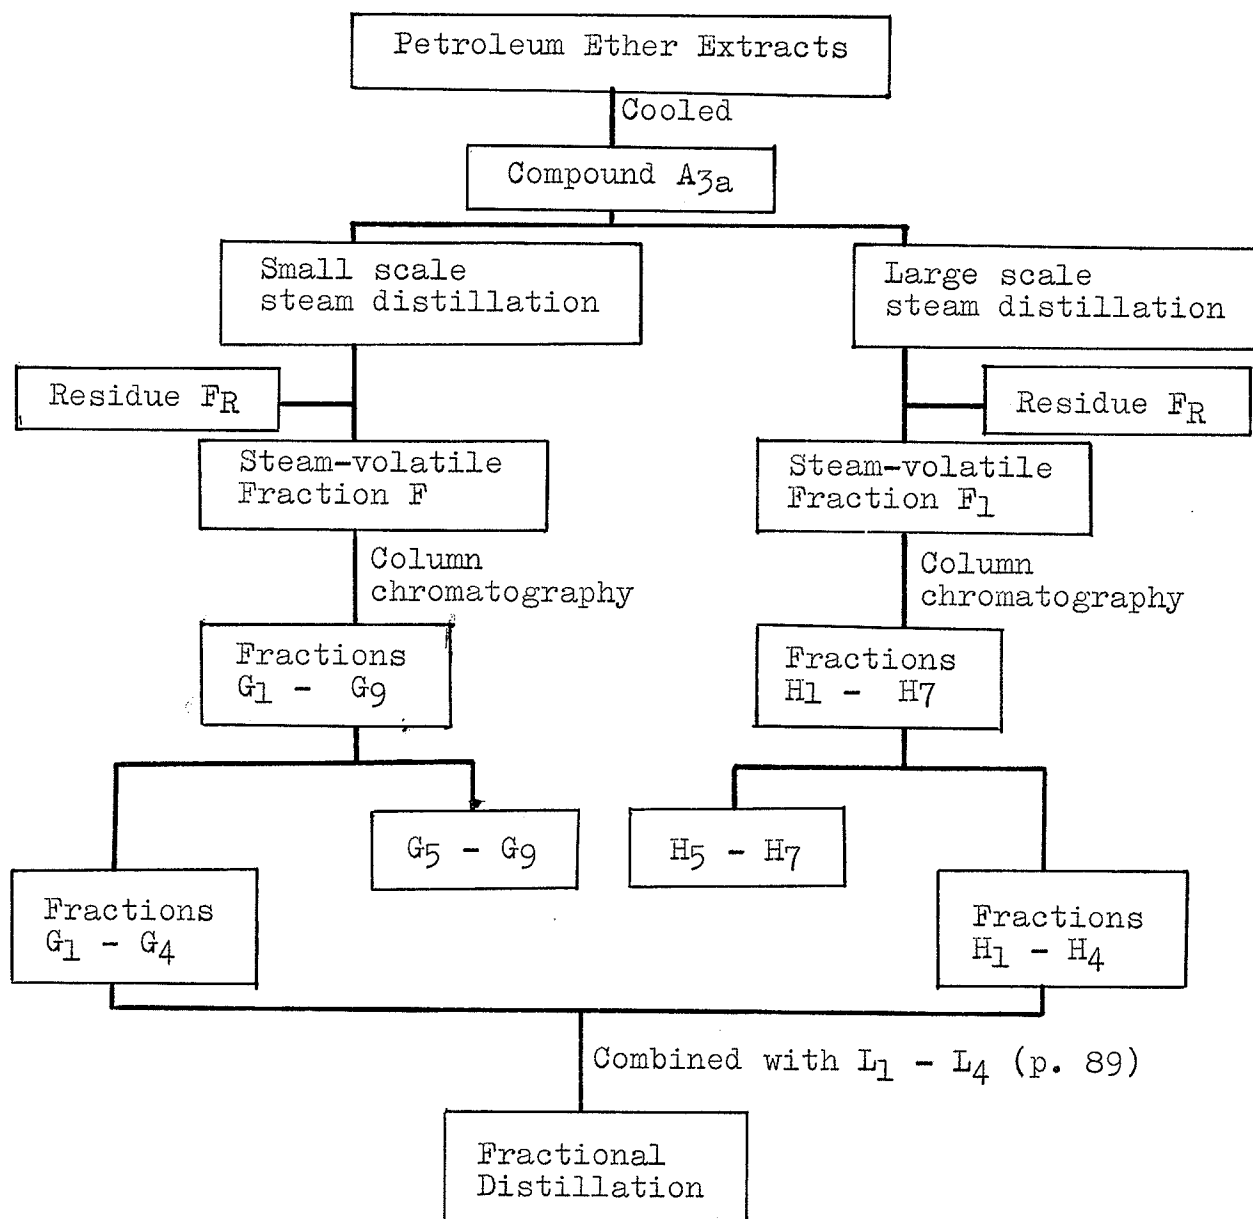 Petroleum Ether Extracts
Cooled
Compound A3a
Small scale
steam distillation
Large scale
steam distillation
Residue FR
Residue FR
Steam-volatile
Fraction F
Steam-volatile
Fraction F1
Column
chromatography
Column
chromatography
Fractions
G1 - G9
Fractions
H1 - H7
G5 - G9
H5 - H7
Fractions
G1 - G4
Fractions
H1 - H4
Combined with L1 - L4 (p. 89)
Fractional
Distillation